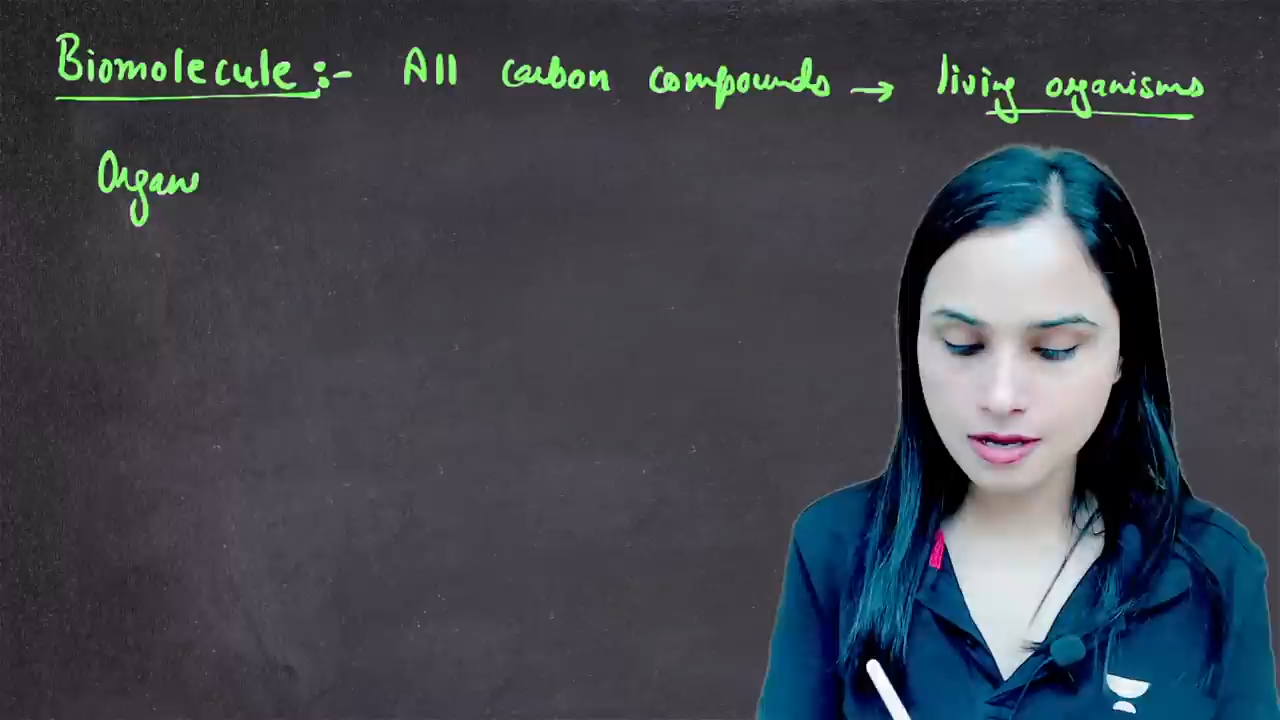 Biomolecule :- All carbon compounds → living organisms
Organ